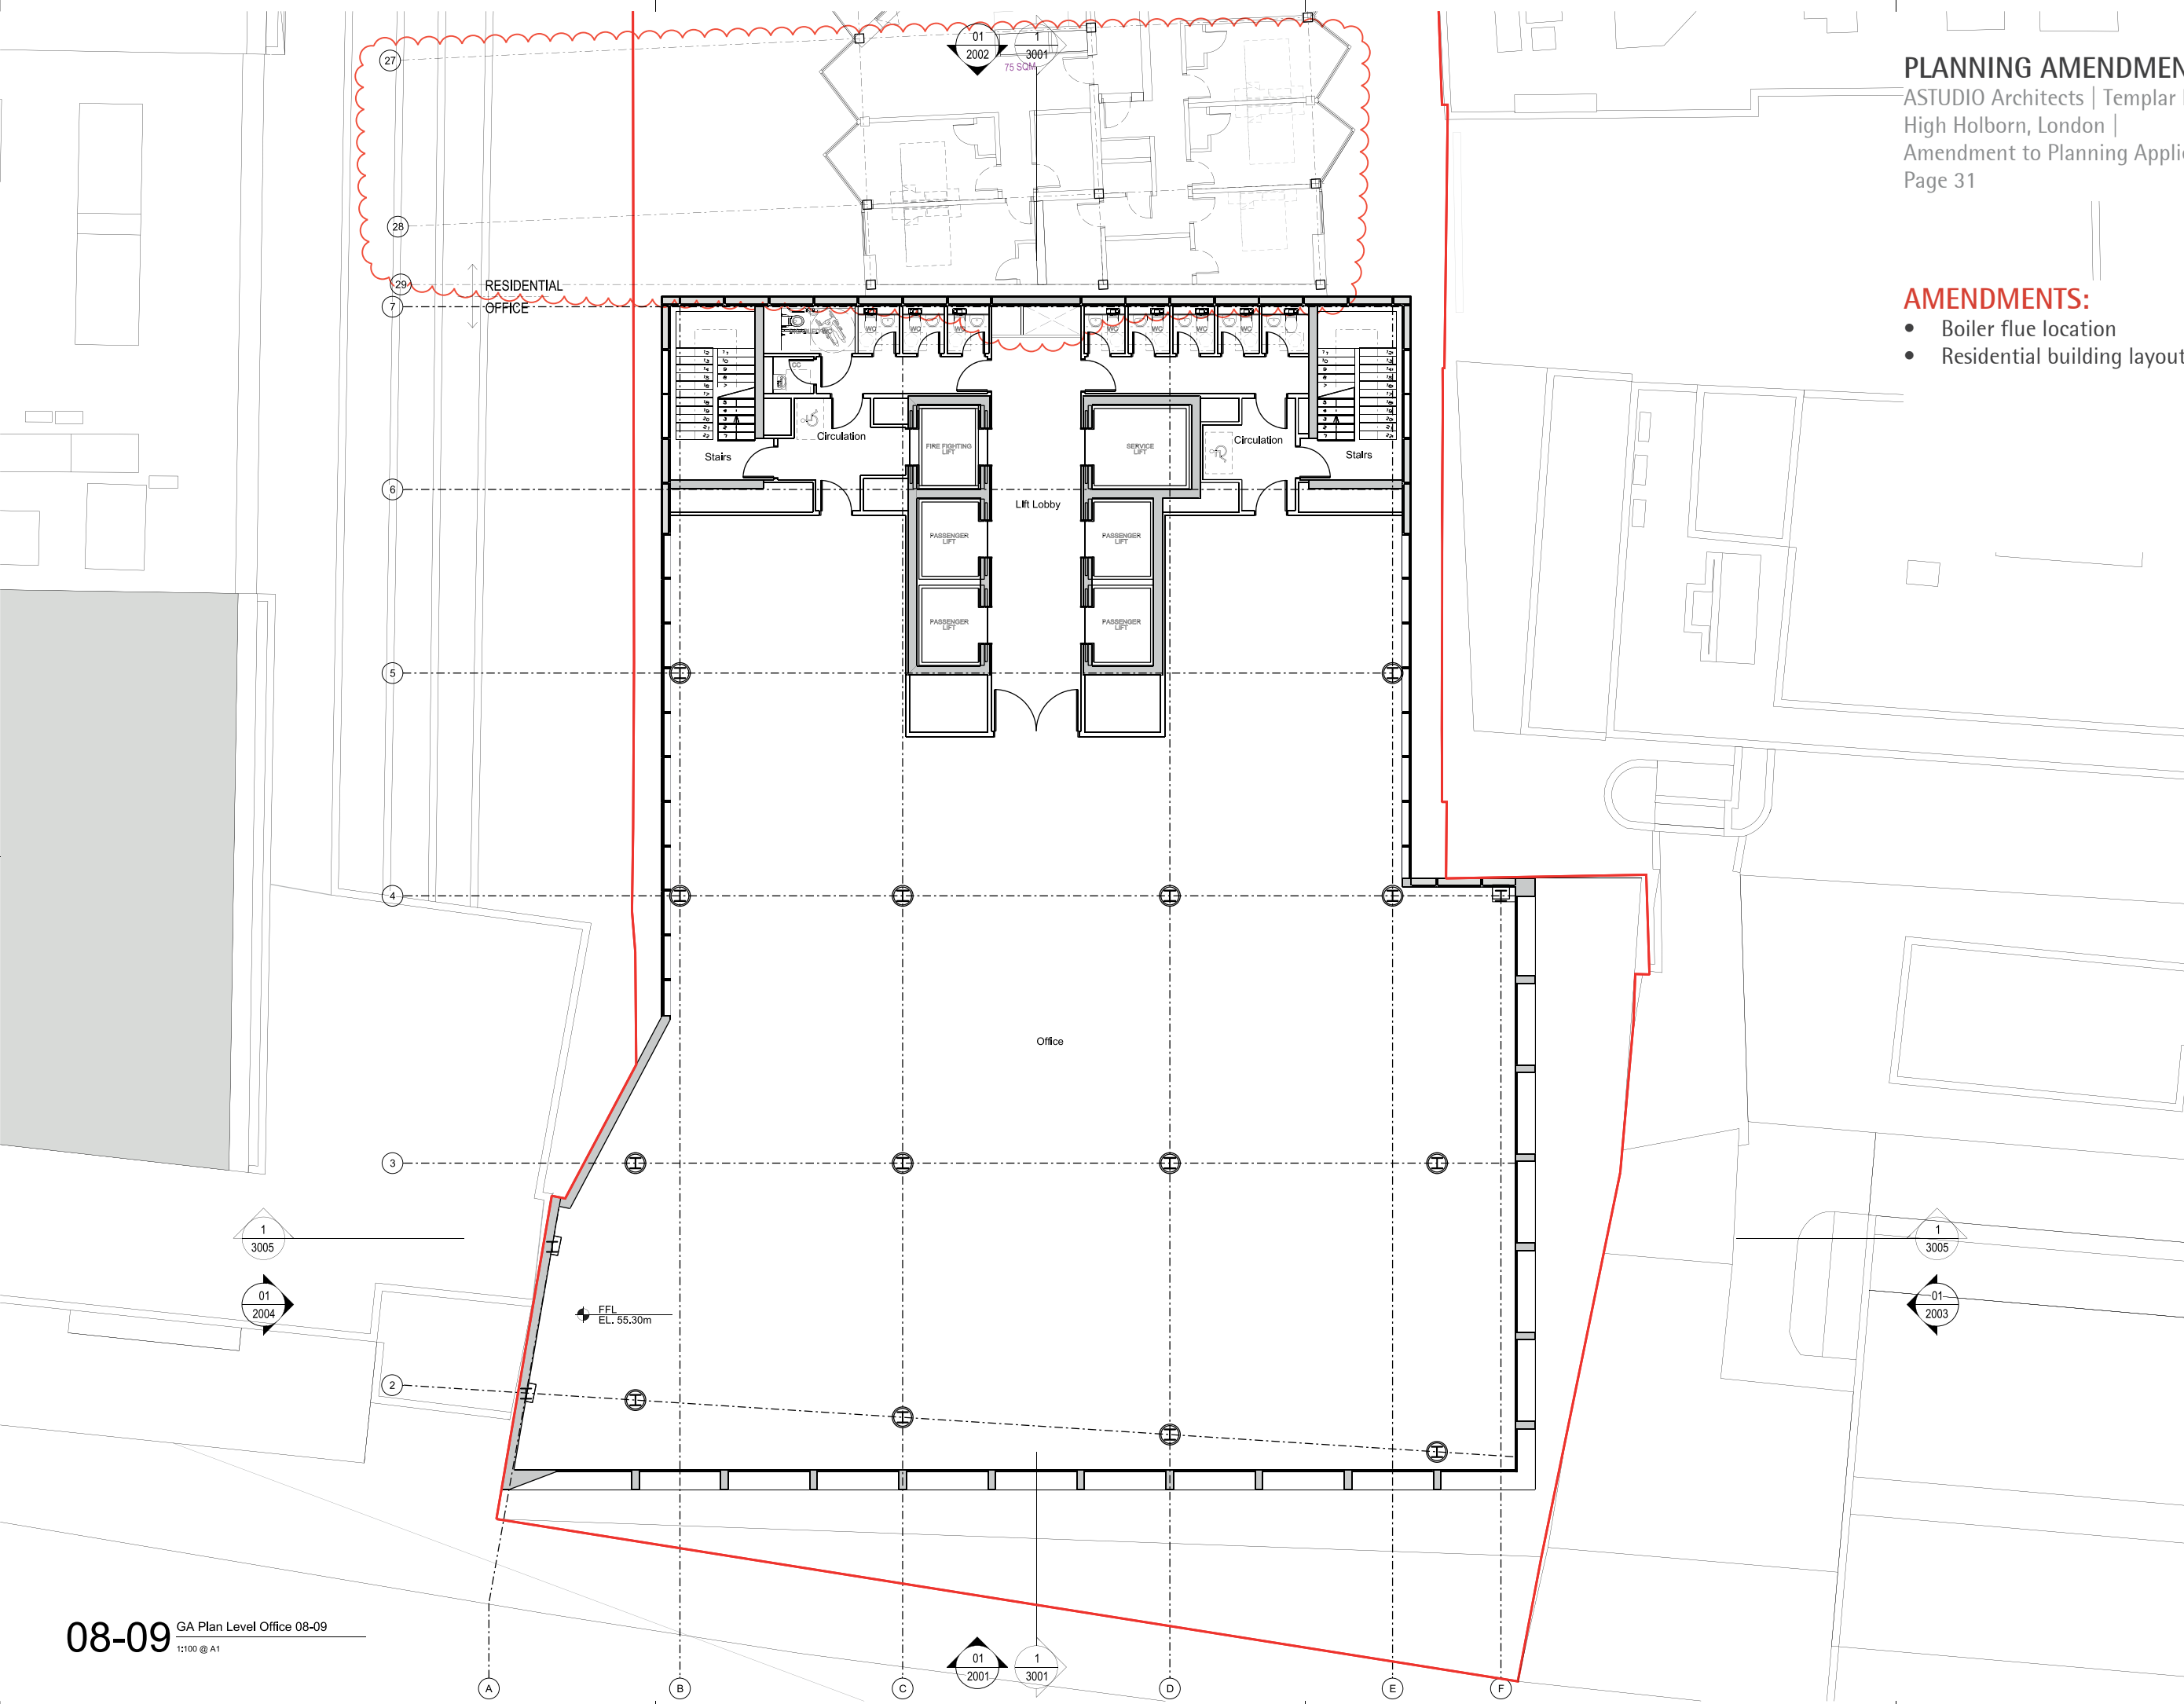 27
01
2002
1
3001
75 SQM
PLANNING AMENDMEN
ASTUDIO Architects | Templar
High Holborn, London |
Amendment to Planning Appli
Page 31
28
29
RESIDENTIAL
7
OFFICE
AMENDMENTS:
• Boiler flue location
• Residential building layout
WC
WC
WC
WC
WC
WC
WC
CC
Circulation
Stairs
FIRE FIGHTING
LIFT
SERVICE
LIFT
Circulation
Stairs
6
Lift Lobby
PASSENGER
LIFT
PASSENGER
LIFT
PASSENGER
LIFT
PASSENGER
LIFT
5
4
Office
3
1
3005
1
3005
01
2004
FFL
EL. 55.30m
01
2003
2
08-09
GA Plan Level Office 08-09
1:100 @ A1
01
2001
1
3001
A
B
C
D
E
F